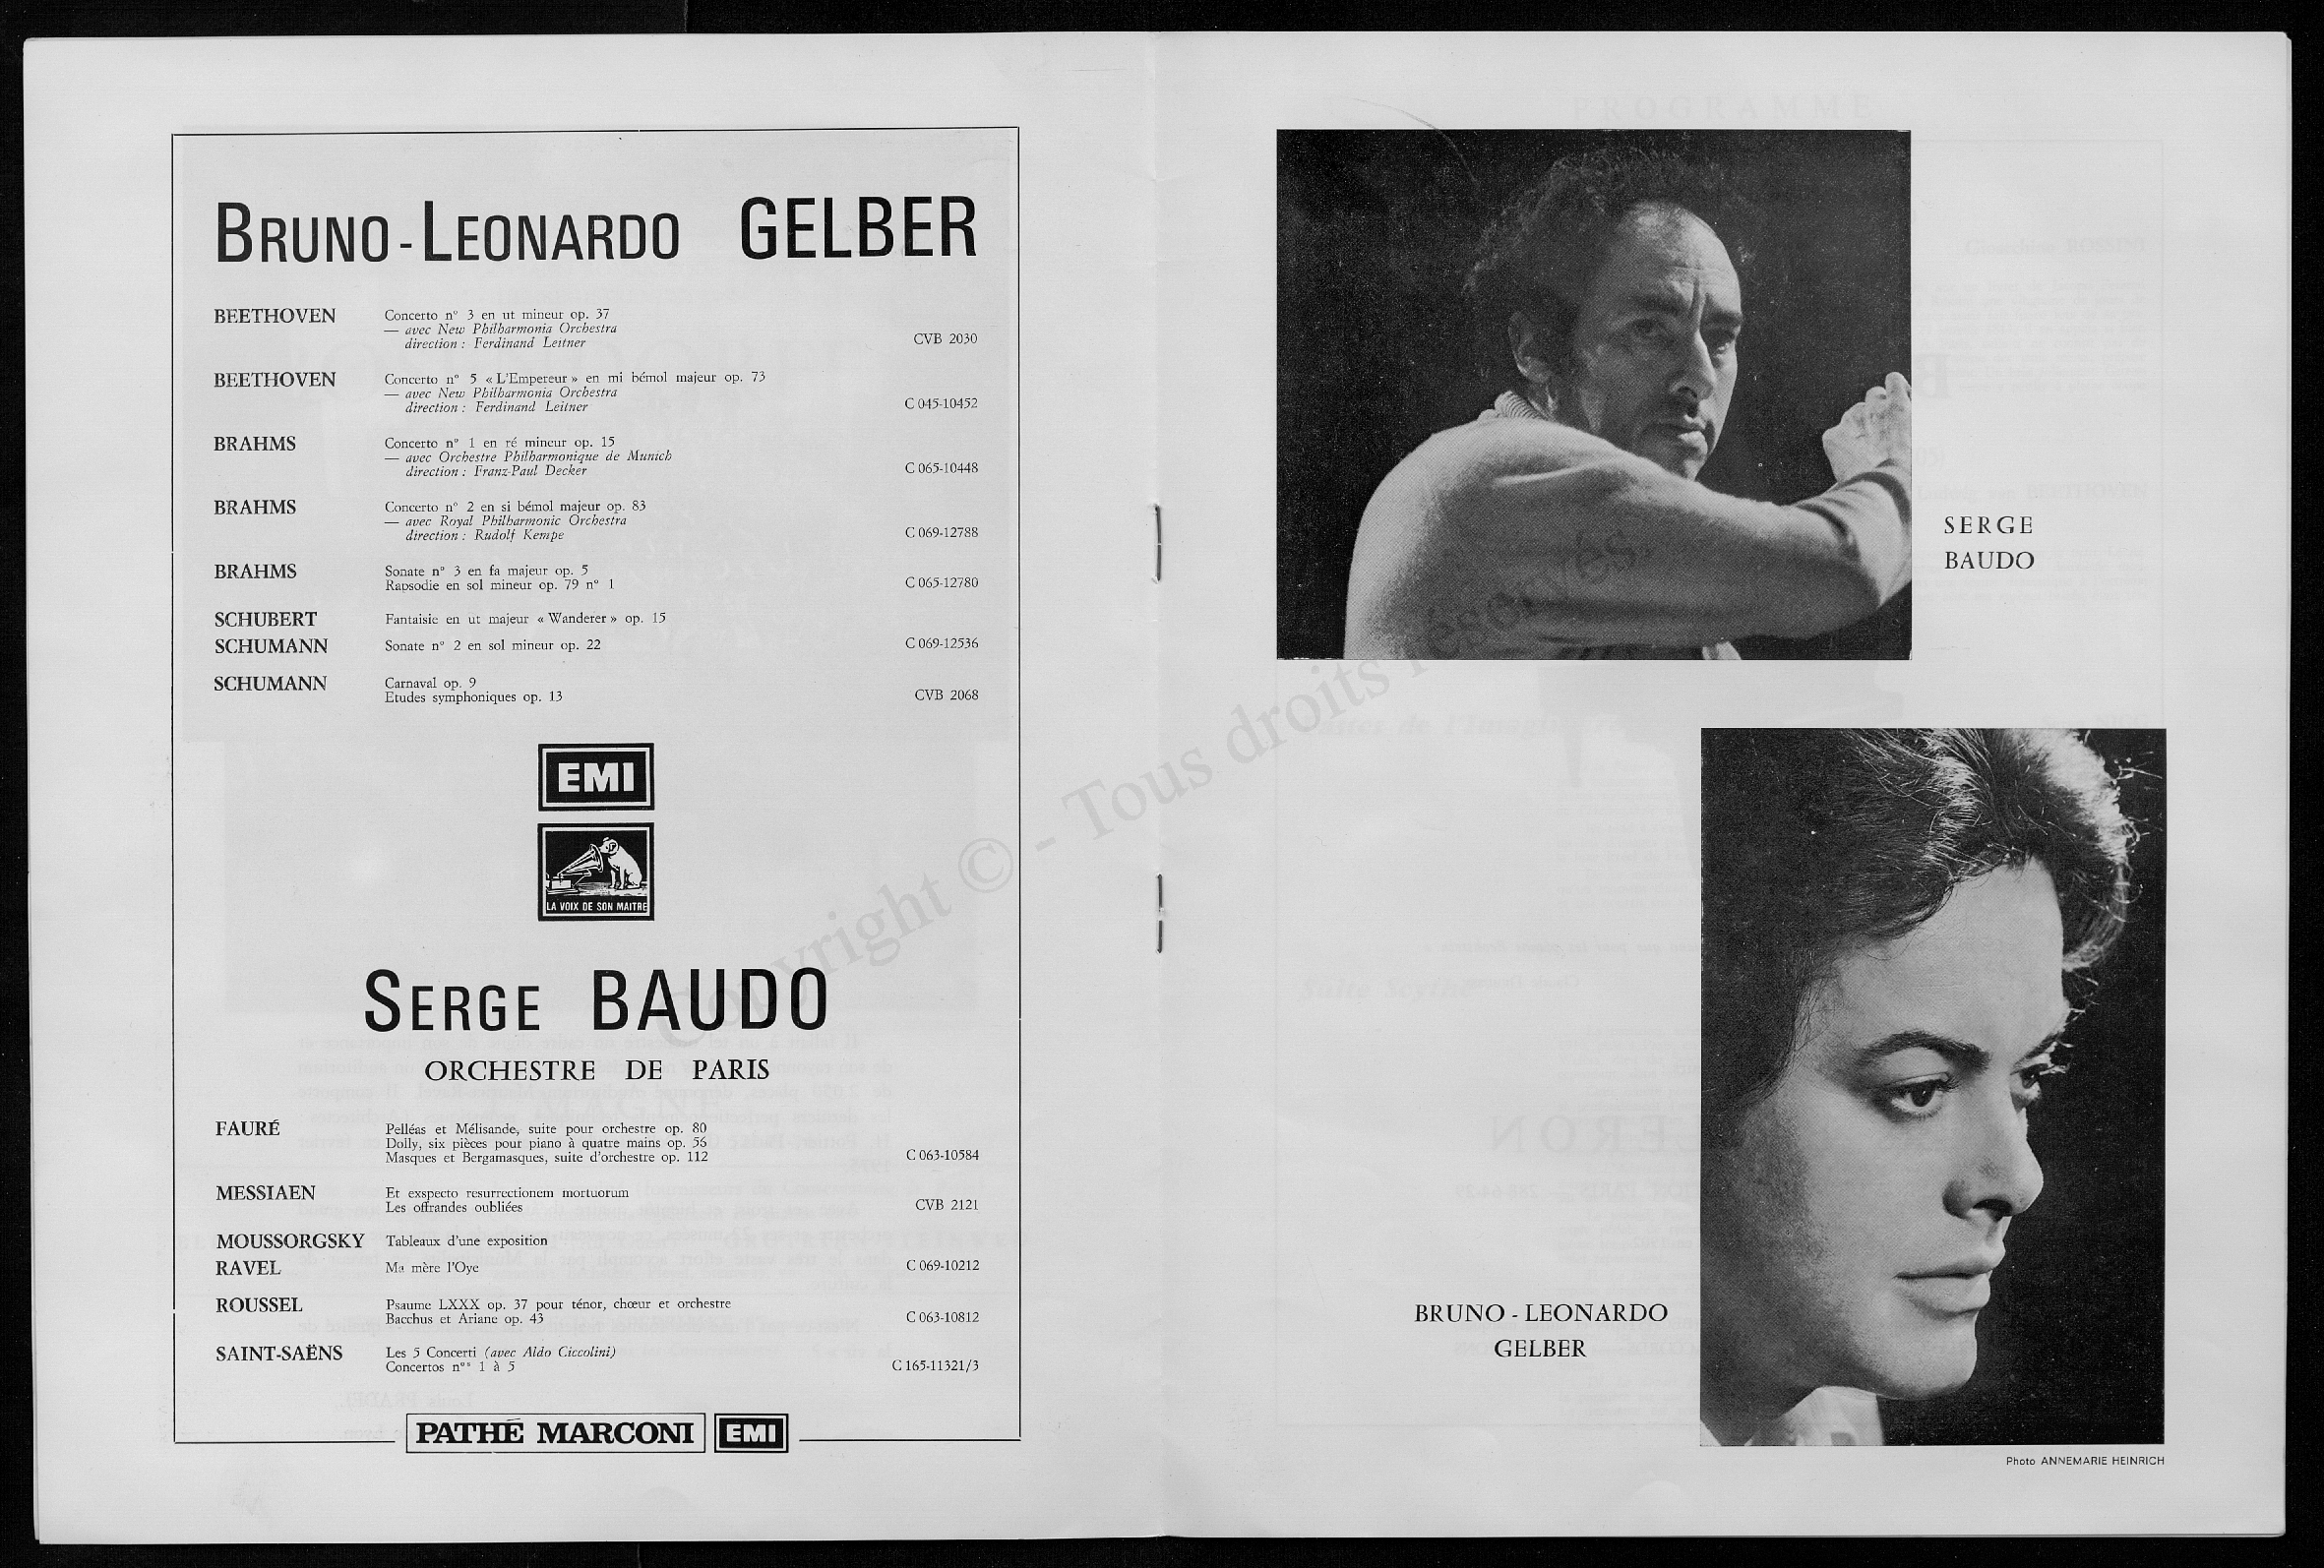 BRUNO-LEONARDO GELBER
BEETHOVEN Concerto n° 3 en ut mineur op. 37
— avec New Philharmonia Orchestra
direction : Ferdinand Leitner CVB 2030
BEETHOVEN Concerto n° 5 « L'Empereur » en mi bémol majeur op. 73
— avec New Philharmonia Orchestra
direction : Ferdinand Leitner C 045-10452
BRAHMS Concerto n° 1 en ré mineur op. 15
— avec Orchestre Philharmonique de Munich
direction : Franz-Paul Decker C 065-10448
BRAHMS Concerto n° 2 en si bémol majeur op. 83
— avec Royal Philharmonic Orchestra
direction : Rudolf Kempe C 069-12788
BRAHMS Sonate n° 3 en fa majeur op. 5
Rapsodie en sol mineur op. 79 n° 1 C 065-12780
SCHUBERT Fantaisie en ut majeur « Wanderer » op. 15
SCHUMANN Sonate n° 2 en sol mineur op. 22 C 069-12536
SCHUMANN Carnaval op. 9
Etudes symphoniques op. 13 CVB 2068
EMI
LA VOIX DE SON MAITRE
SERGE BAUDO
ORCHESTRE DE PARIS
FAURÉ Pelléas et Mélisande, suite pour orchestre op. 80
Dolly, six pièces pour piano à quatre mains op. 56
Masques et Bergamasques, suite d'orchestre op. 112 C 063-10584
MESSIAEN Et exspecto resurrectionem mortuorum
Les offrandes oubliées CVB 2121
MOUSSORGSKY Tableaux d'une exposition
RAVEL Ma mère l'Oye C 069-10212
ROUSSEL Psaume LXXX op. 37 pour ténor, chœur et orchestre
Bacchus et Ariane op. 43 C 063-10812
SAINT-SAËNS Les 5 Concerti (avec Aldo Ciccolini)
Concertos nos 1 à 5 C 165-11321/3
PATHÉ MARCONI EMI
SERGE
BAUDO
BRUNO - LEONARDO
GELBER
Photo ANNEMARIE HEINRICH
Copyright © - Tous droits réservés.